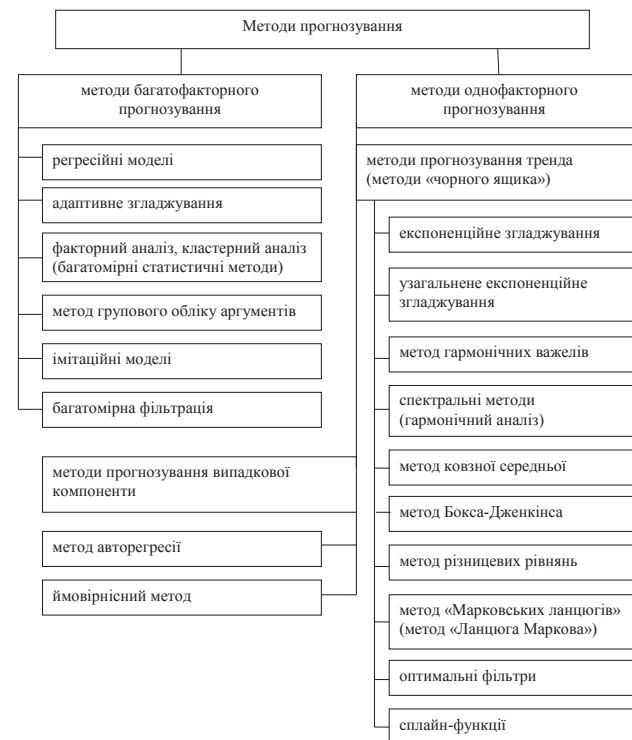 Методи прогнозування
методи багатофакторного
прогнозування
регресійні моделі
адаптивне згладжування
факторний аналіз, кластерний аналіз
(багатомірні статистичні методи)
метод групового обліку аргументів
імітаційні моделі
багатомірна фільтрація
методи прогнозування випадкової
компоненти
метод авторегресії
ймовірнісний метод
методи однофакторного
прогнозування
методи прогнозування тренда
(методи «чорного ящика»)
експоненційне згладжування
узагальнене експоненційне
згладжування
метод гармонічних важелів
спектральні методи
(гармонічний аналіз)
метод ковзної середньої
метод Бокса-Дженкінса
метод різницевих рівнянь
метод «Марковських ланцюгів»
(метод «Ланцюга Маркова»)
оптимальні фільтри
сплайн-функції